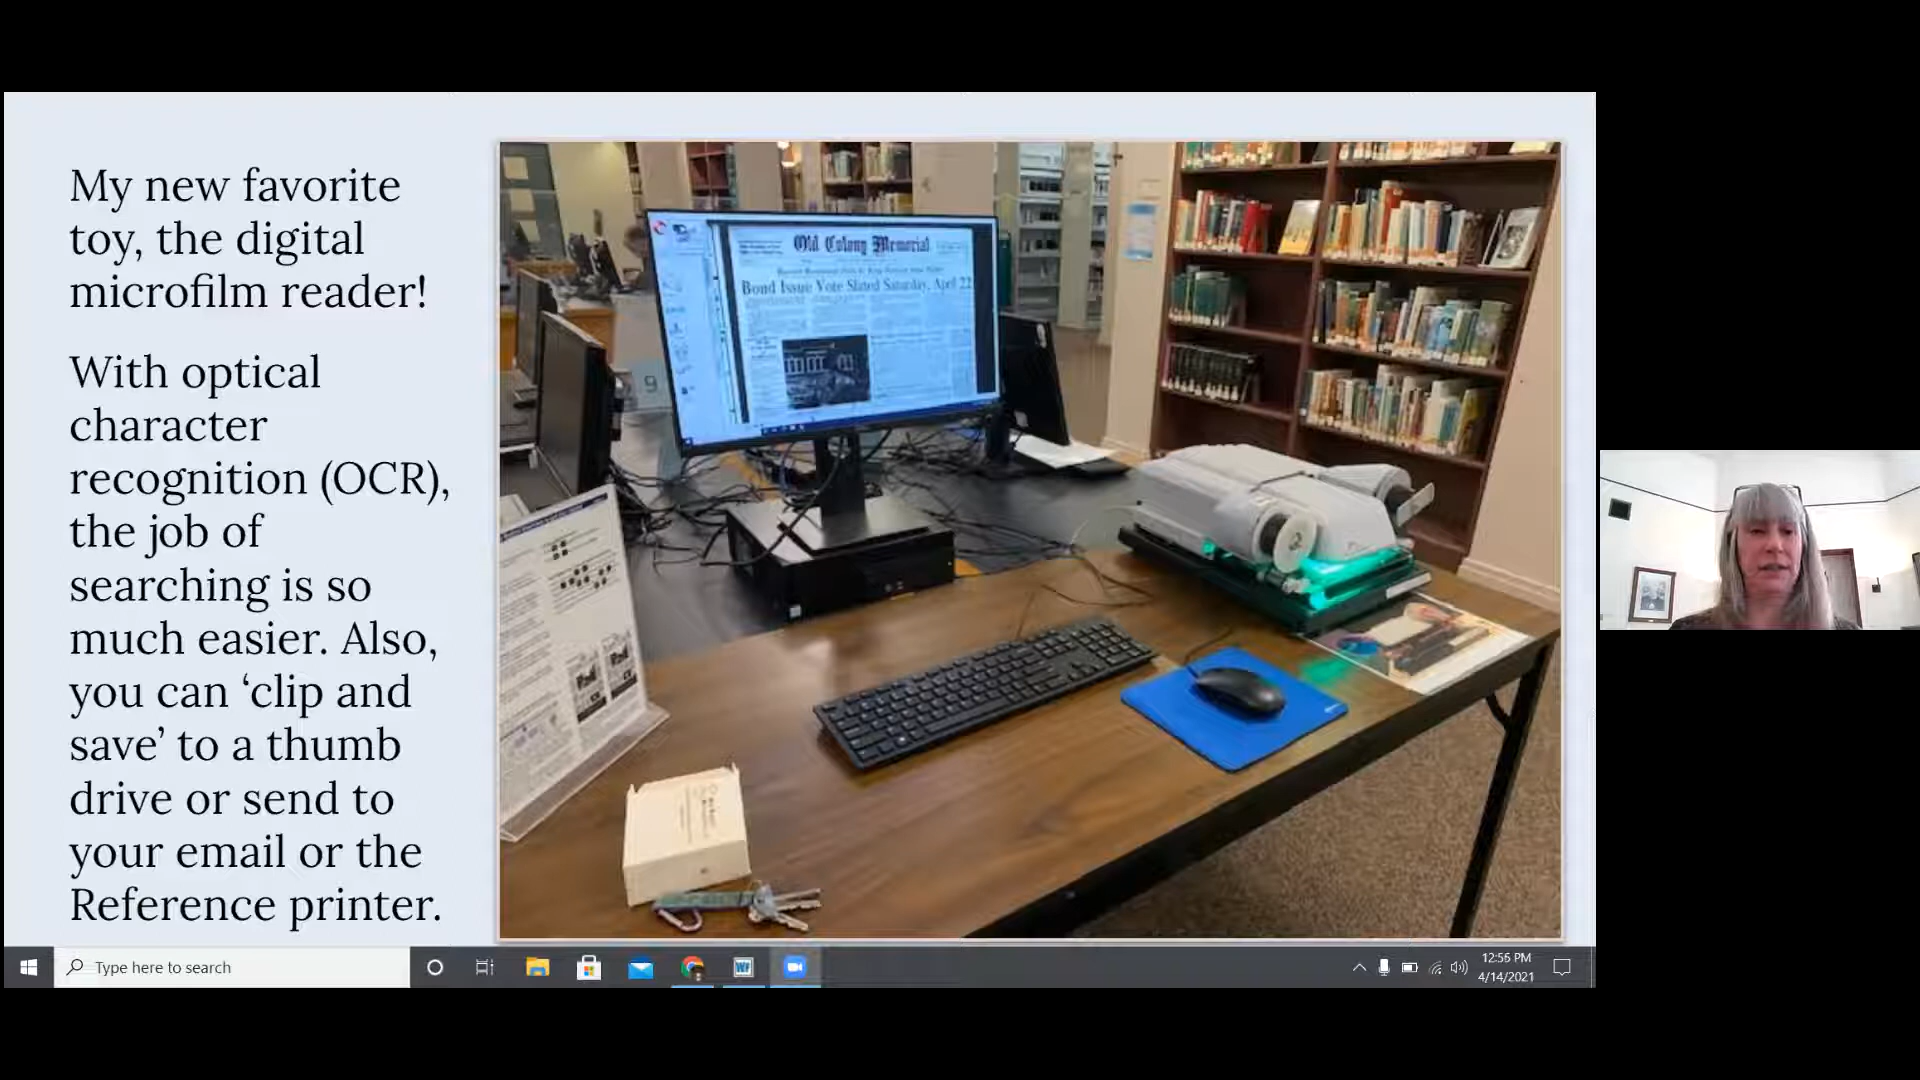 My new favorite
toy, the digital
microfilm reader!
With optical
character
recognition (OCR),
the job of
searching is so
much easier. Also,
you can ‘clip and
save’ to a thumb
drive or send to
your email or the
Reference printer.
Old Colony Memorial
Bond Issue Vote Slated Saturday, April 22
9
Type here to search
12:56 PM
4/14/2021